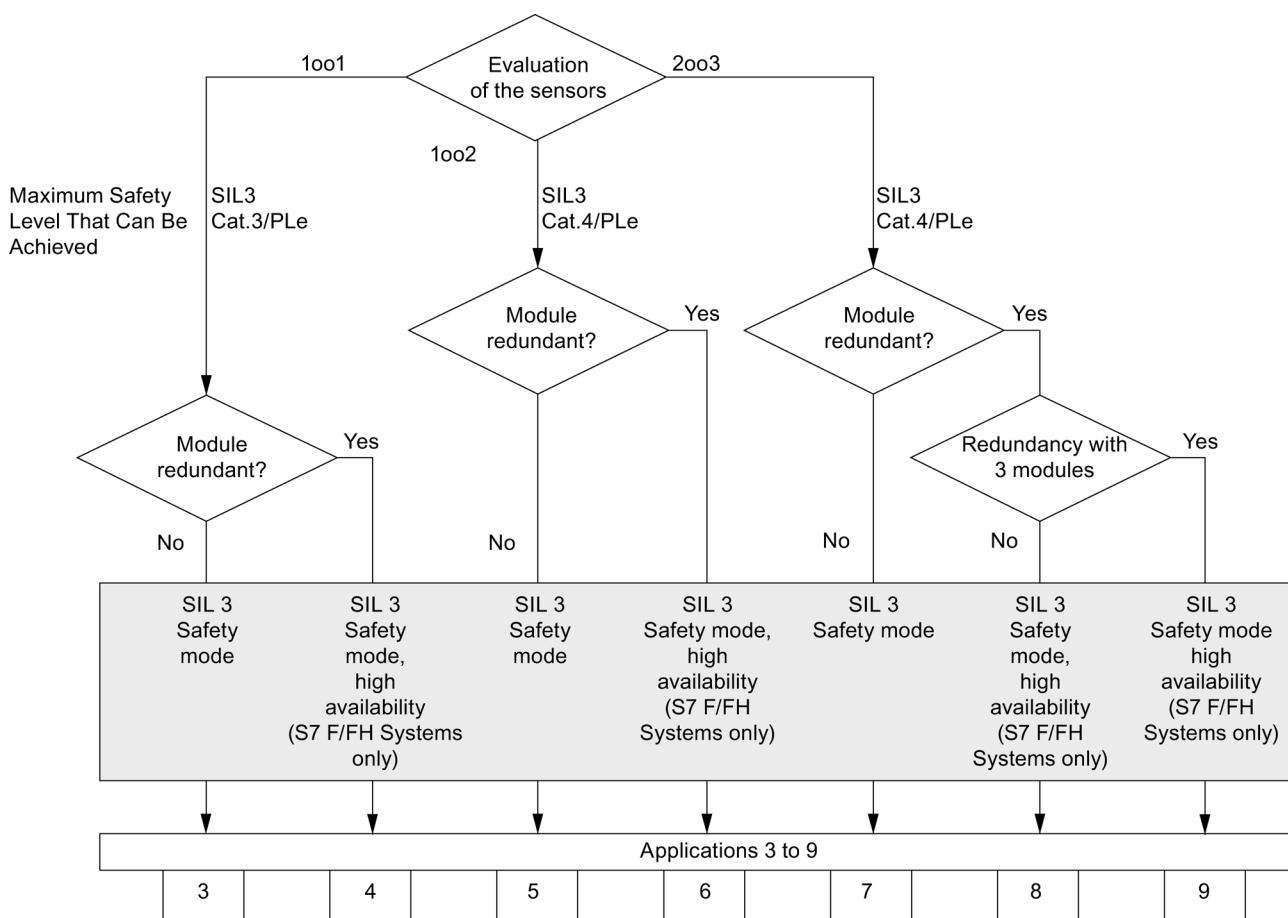 Evaluation
of the sensors
1oo1
2oo3
1oo2
Maximum Safety
Level That Can Be
Achieved
SIL3
Cat.3/PLe
SIL3
Cat.4/PLe
SIL3
Cat.4/PLe
Module
redundant?
Yes
Module
redundant?
Yes
Module
redundant?
Yes
Redundancy with
3 modules
Yes
No
No
No
No
SIL 3
Safety
mode
SIL 3
Safety
mode,
high
availability
(S7 F/FH Systems
only)
SIL 3
Safety
mode
SIL 3
Safety mode,
high
availability
(S7 F/FH
Systems only)
SIL 3
Safety mode
SIL 3
Safety
mode,
high
availability
(S7 F/FH
Systems only)
SIL 3
Safety mode
high
availability
(S7 F/FH
Systems only)
Applications 3 to 9
3 4 5 6 7 8 9